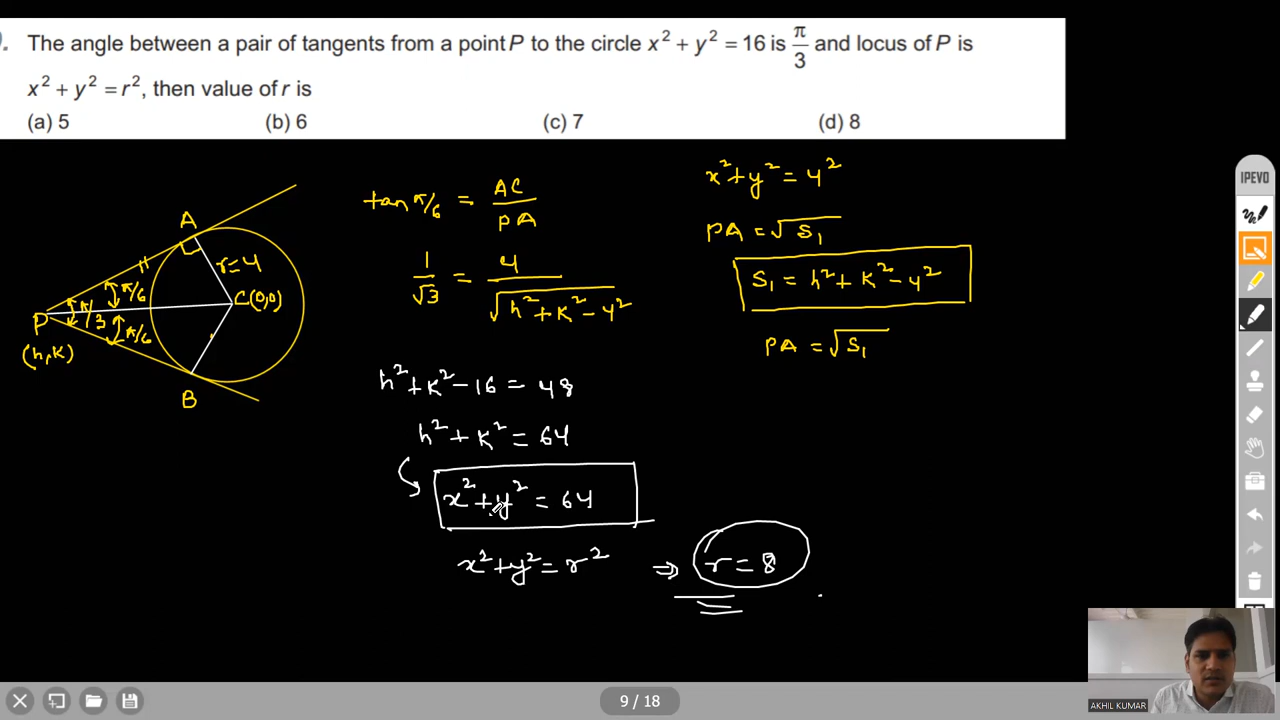 . The angle between a pair of tangents from a point P to the circle x² + y² = 16 is π/3 and locus of P is
x² + y² = r², then value of r is
(a) 5 (b) 6 (c) 7 (d) 8
A
r=4
π/6
π/3
C(0,0)
P
(h,k)
π/6
B
tan π/6 = AC/PA
1/√3 = 4/√(h²+k²-4²)
h²+k²-16 = 48
h²+k² = 64
x²+y² = 64
x²+y² = r² ⇒ r = 8
x²+y² = 4²
PA = √S₁
S₁ = h²+k²-4²
PA = √S₁
IPEVO
9 / 18
AKHIL KUMAR